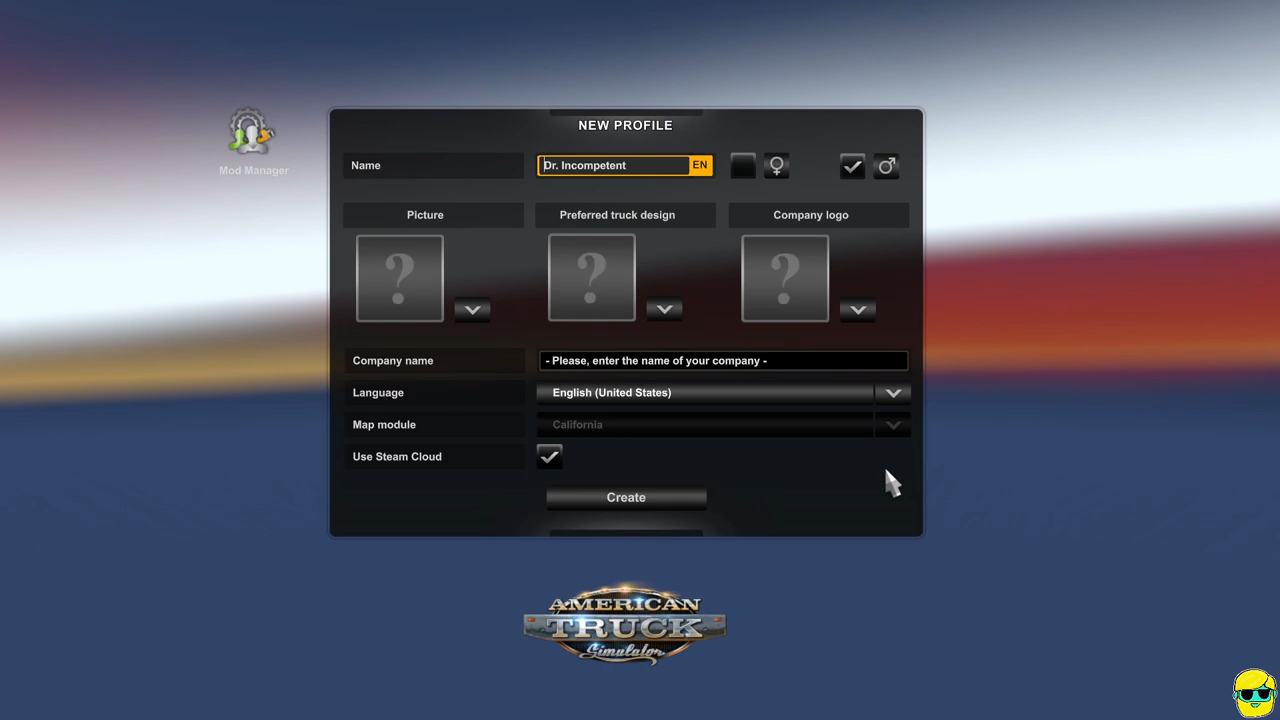 NEW PROFILE
Mod Manager
Name
Dr. Incompetent
EN
Picture
Preferred truck design
Company logo
?
?
?
Company name
- Please, enter the name of your company -
Language
English (United States)
Map module
California
Use Steam Cloud
Create
AMERICAN
TRUCK
Simulator